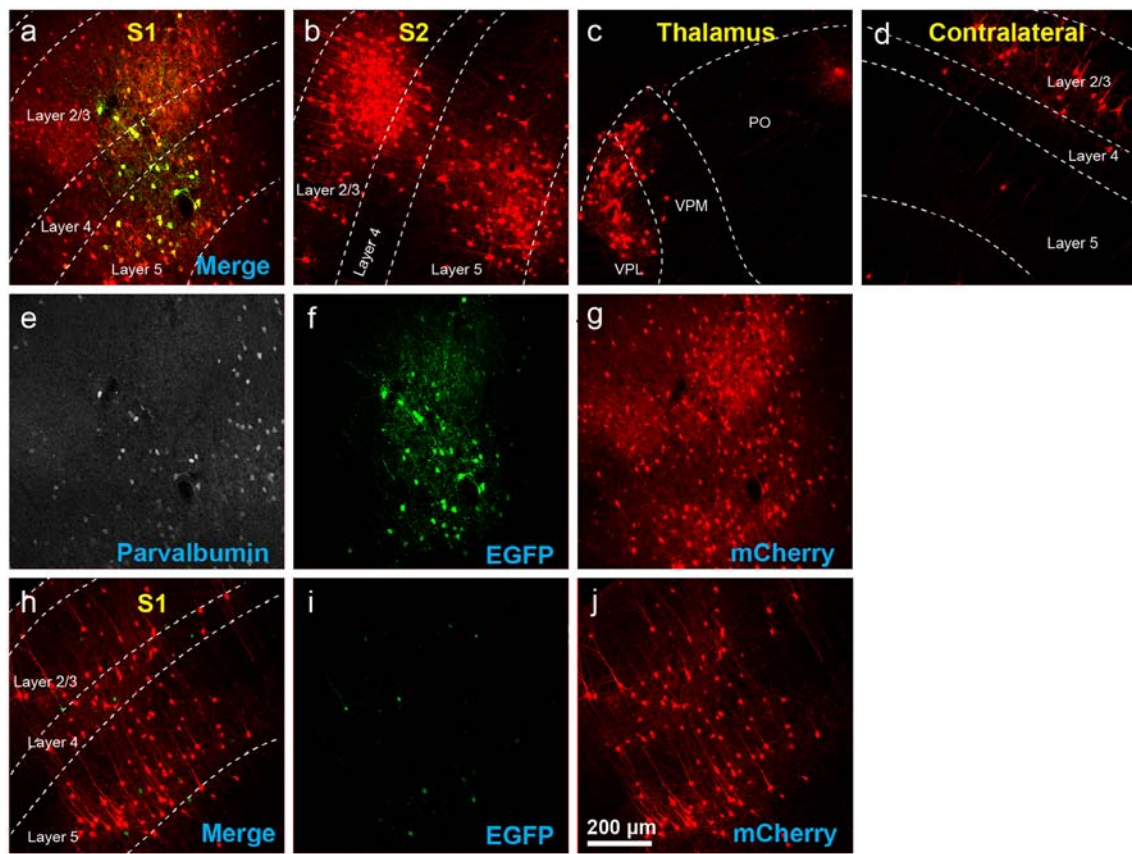 a
S1
Layer 2/3
Layer 4
Layer 5
Merge
b
S2
Layer 2/3
Layer 4
Layer 5
c
Thalamus
PO
VPM
VPL
d
Contralateral
Layer 2/3
Layer 4
Layer 5
e
Parvalbumin
f
EGFP
g
mCherry
h
S1
Layer 2/3
Layer 4
Layer 5
Merge
i
EGFP
j
200 µm
mCherry